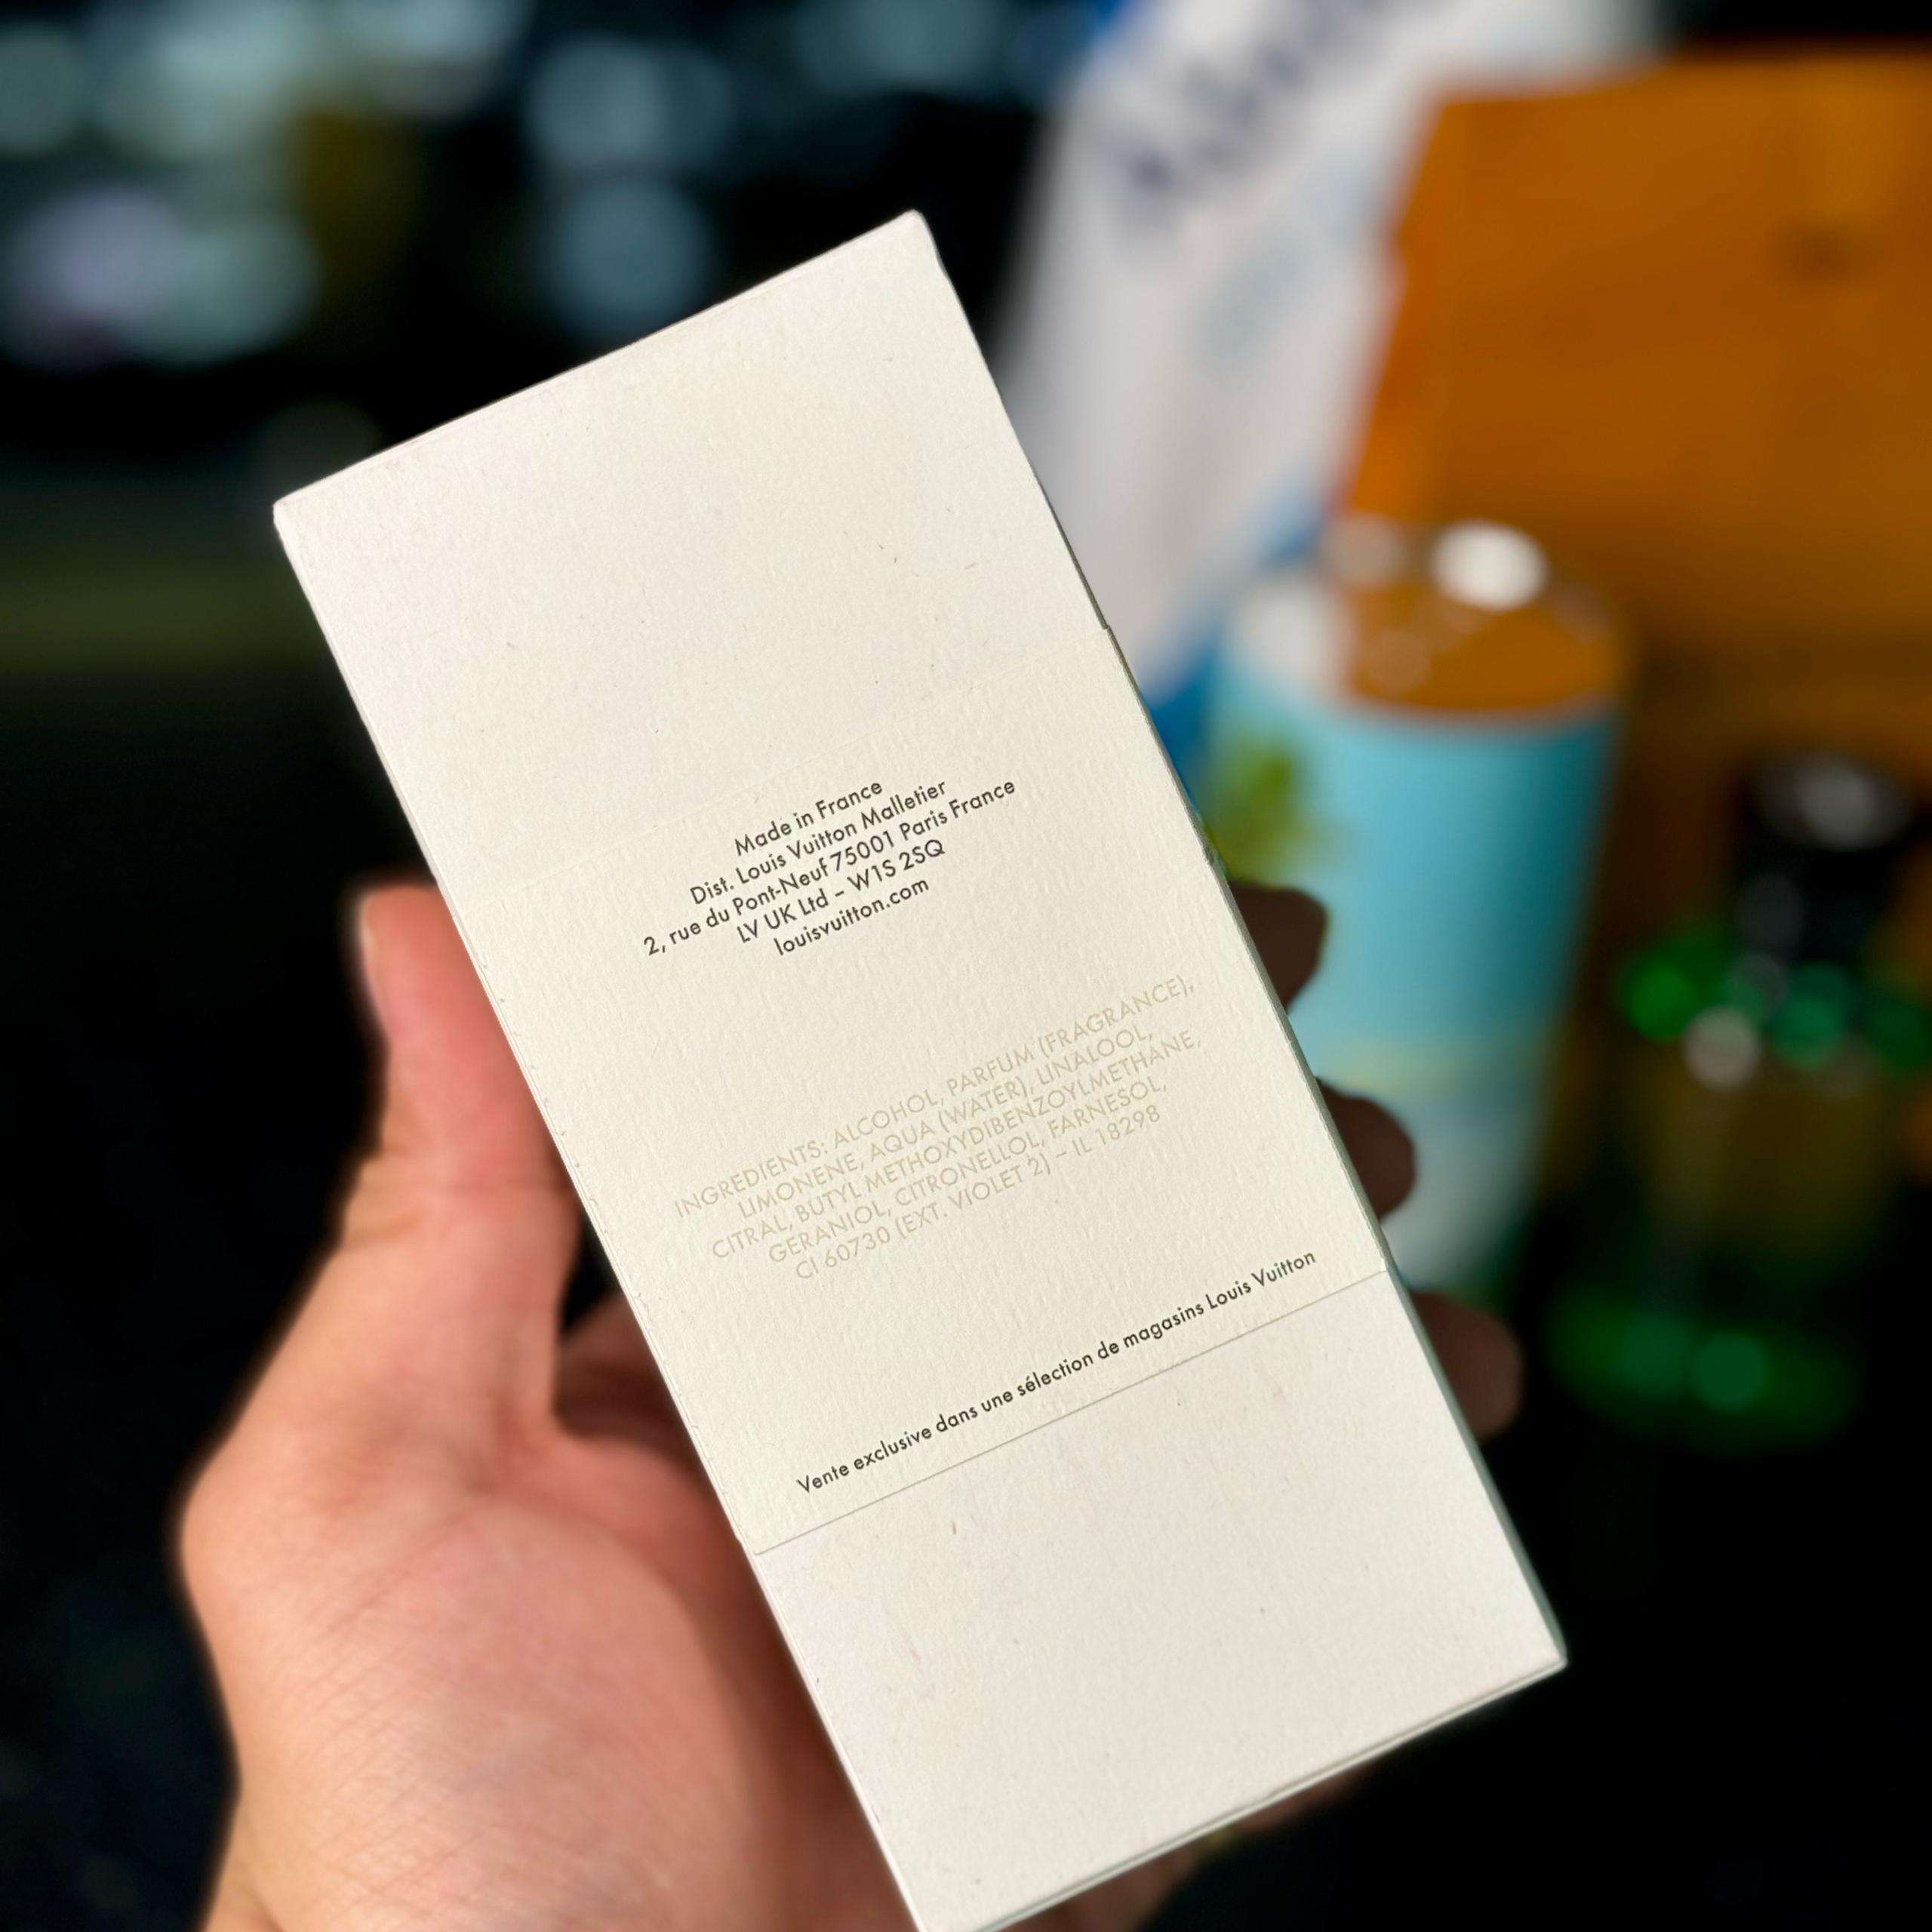 Made in France
Dist. Louis Vuitton Malletier
2, rue du Pont-Neuf 75001 Paris France
LV UK Ltd – W1S 2SQ
louisvuitton.com
INGREDIENTS: ALCOHOL, PARFUM (FRAGRANCE),
LIMONENE, AQUA (WATER), LINALOOL,
CITRAL, BUTYL METHOXYDIBENZOYLMETHANE,
GERANIOL, CITRONELLOL, FARNESOL,
CI 60730 (EXT. VIOLET 2) – IL 18298
Vente exclusive dans une sélection de magasins Louis Vuitton